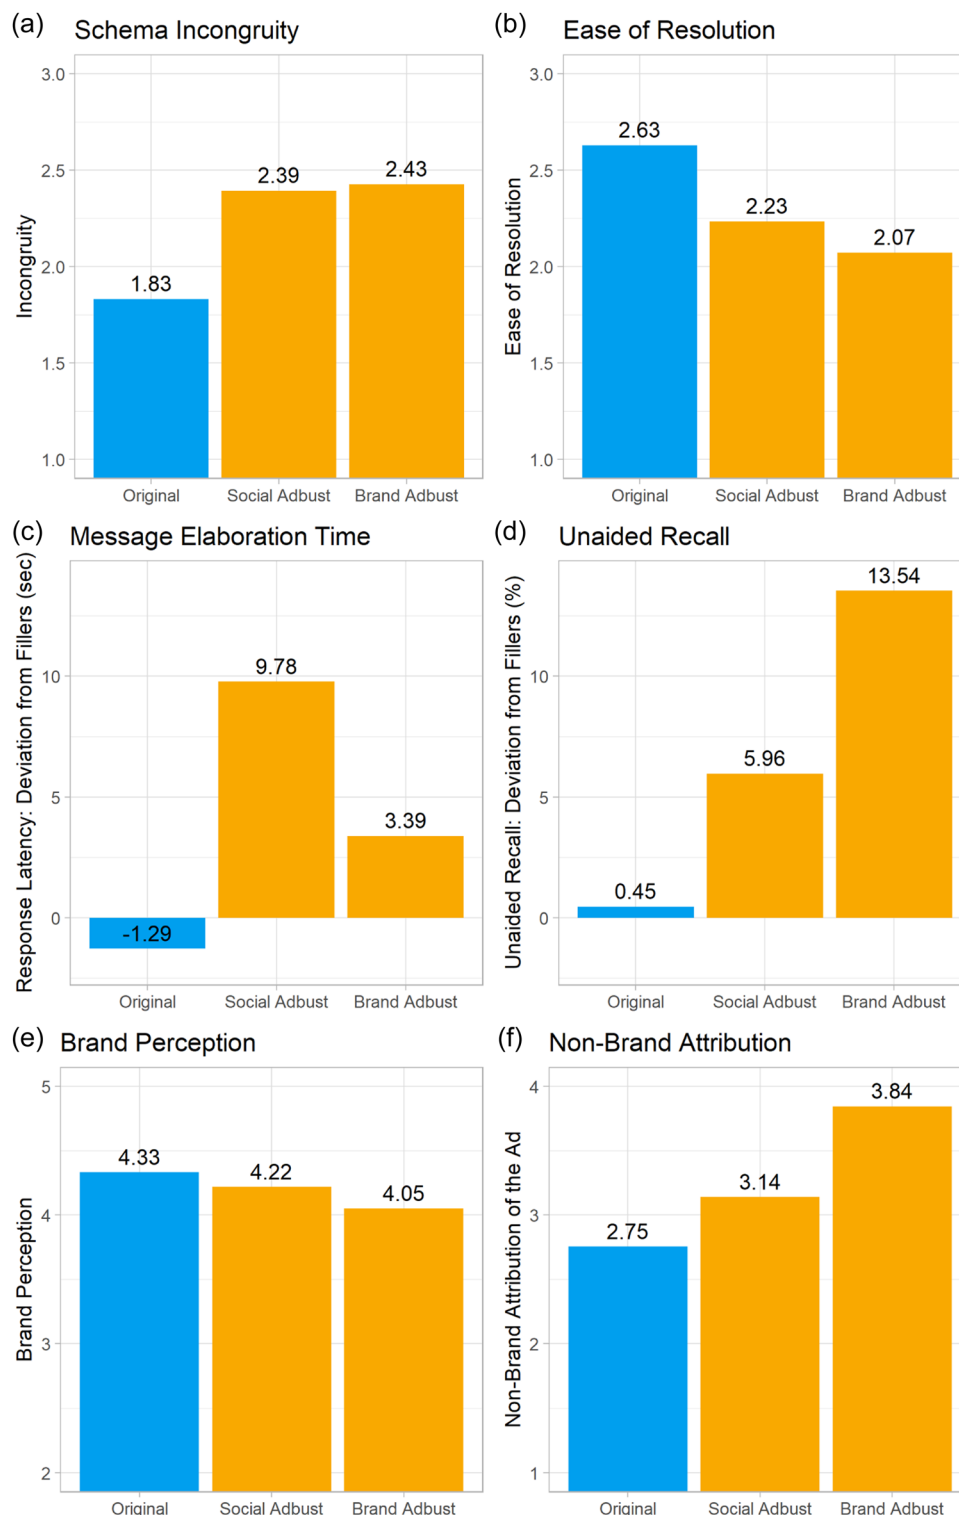 (a) Schema Incongruity
Incongruity
3.0
2.5
2.0
1.5
1.0
1.83
2.39
2.43
Original Social Adbust Brand Adbust
(b) Ease of Resolution
Ease of Resolution
3.0
2.5
2.0
1.5
1.0
2.63
2.23
2.07
Original Social Adbust Brand Adbust
(c) Message Elaboration Time
Response Latency: Deviation from Fillers (sec)
10
5
0
-1.29
9.78
3.39
Original Social Adbust Brand Adbust
(d) Unaided Recall
Unaided Recall: Deviation from Fillers (%)
10
5
0
0.45
5.96
13.54
Original Social Adbust Brand Adbust
(e) Brand Perception
Brand Perception
5
4
3
2
4.33
4.22
4.05
Original Social Adbust Brand Adbust
(f) Non-Brand Attribution
Non-Brand Attribution of the Ad
4
3
2
1
2.75
3.14
3.84
Original Social Adbust Brand Adbust